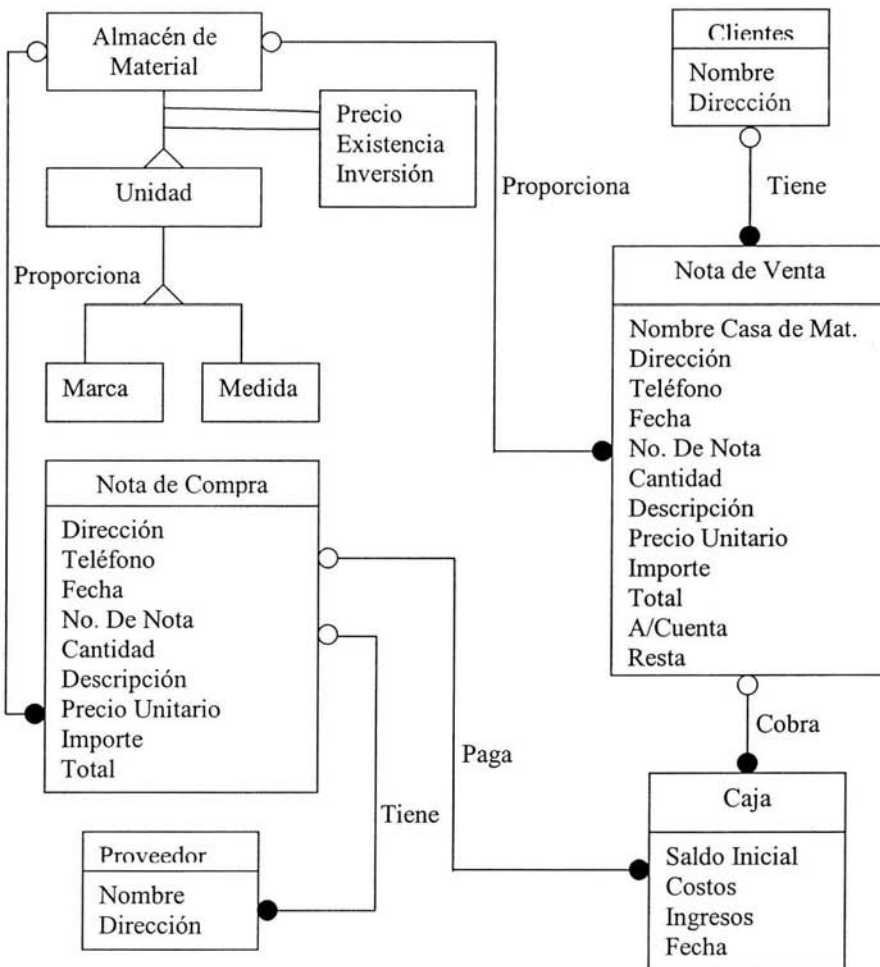 Almacén de
Material
Precio
Existencia
Inversión
Unidad
Proporciona
Marca
Medida
Proporciona
Clientes
Nombre
Dirección
Tiene
Nota de Venta
Nombre Casa de Mat.
Dirección
Teléfono
Fecha
No. De Nota
Cantidad
Descripción
Precio Unitario
Importe
Total
A/Cuenta
Resta
Nota de Compra
Dirección
Teléfono
Fecha
No. De Nota
Cantidad
Descripción
Precio Unitario
Importe
Total
Paga
Tiene
Cobra
Proveedor
Nombre
Dirección
Caja
Saldo Inicial
Costos
Ingresos
Fecha